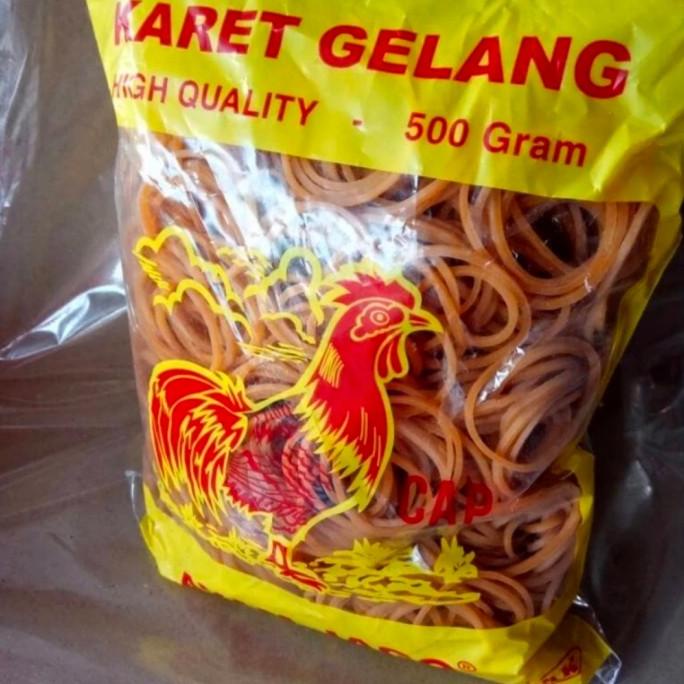 KARET GELANG
HIGH QUALITY - 500 Gram
CAP